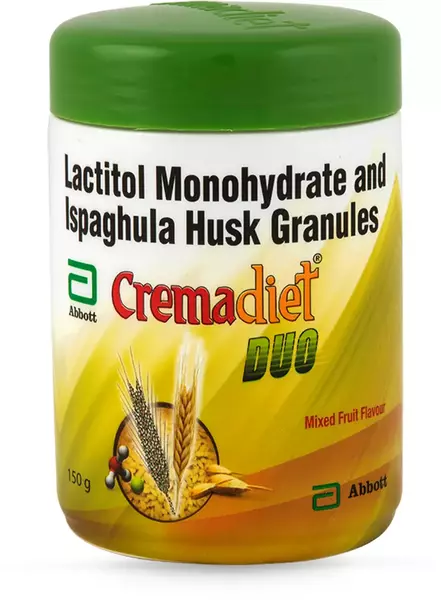 Lactitol Monohydrate and
Ispaghula Husk Granules
Abbott
Cremadiet®
DUO
Mixed Fruit Flavour
150 g
Abbott